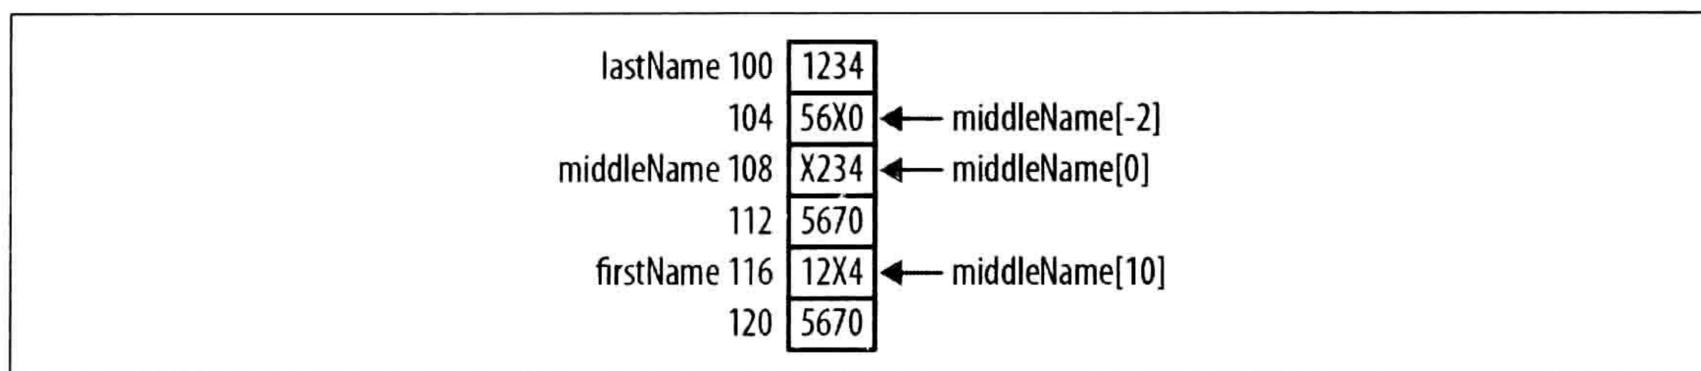 lastName 100 1234
104 56X0 middleName[-2]
middleName 108 X234 middleName[0]
112 5670
firstName 116 12X4 middleName[10]
120 5670